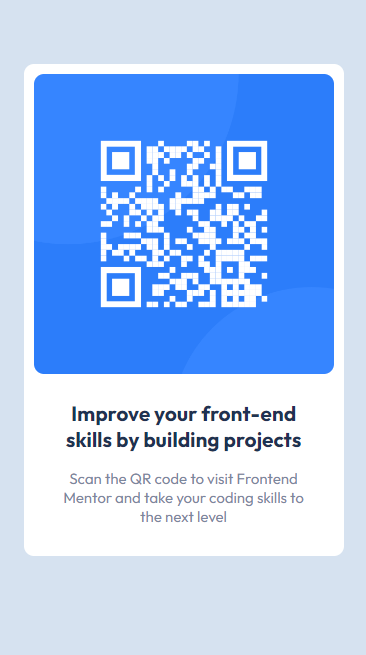 Improve your front-end
skills by building projects
Scan the QR code to visit Frontend
Mentor and take your coding skills to
the next level